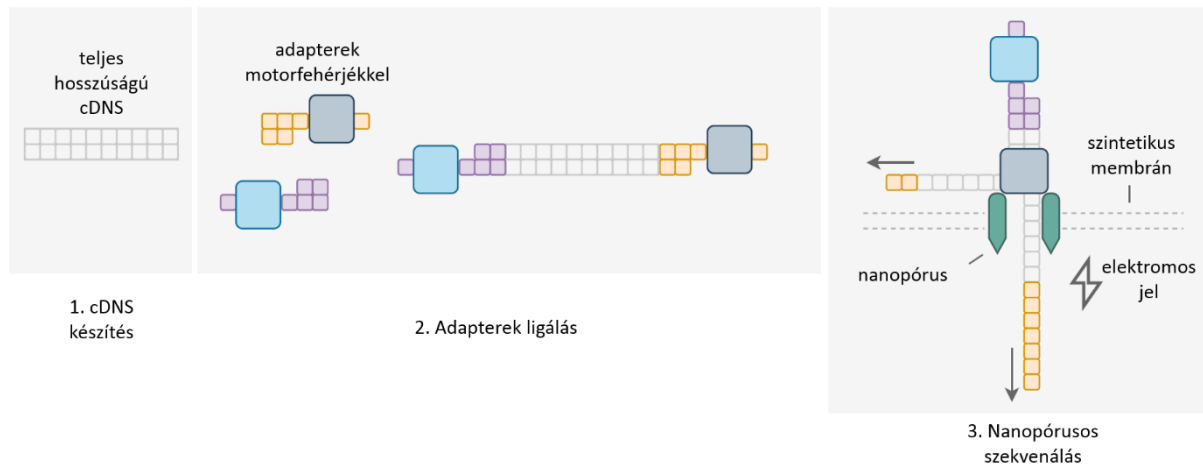 teljes
hosszúságú
cDNS
1. cDNS
készítés
adapterek
motorfehérjékkel
2. Adapterek ligálás
szintetikus
membrán
nanopórus
elektromos
jel
3. Nanopórusos
szekvenálás